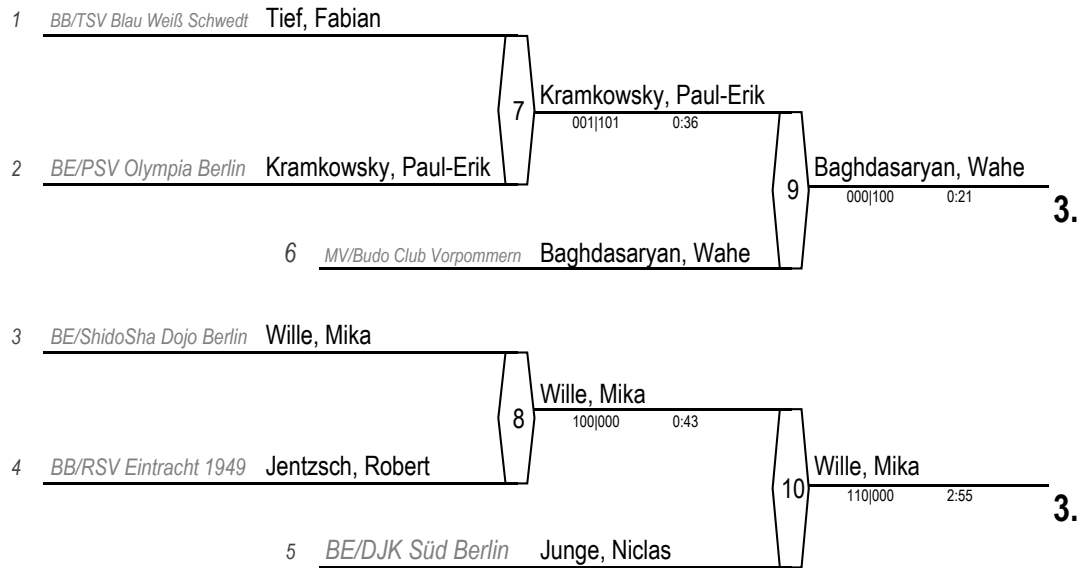 1 BB/TSV Blau Weiß Schwedt Tief, Fabian
7 Kramkowsky, Paul-Erik
001|101 0:36
2 BE/PSV Olympia Berlin Kramkowsky, Paul-Erik
9 Baghdasaryan, Wahe
000|100 0:21
3.
6 MV/Budo Club Vorpommern Baghdasaryan, Wahe
3 BE/ShidoSha Dojo Berlin Wille, Mika
8 Wille, Mika
100|000 0:43
4 BB/RSV Eintracht 1949 Jentzsch, Robert
10 Wille, Mika
110|000 2:55
3.
5 BE/DJK Süd Berlin Junge, Niclas